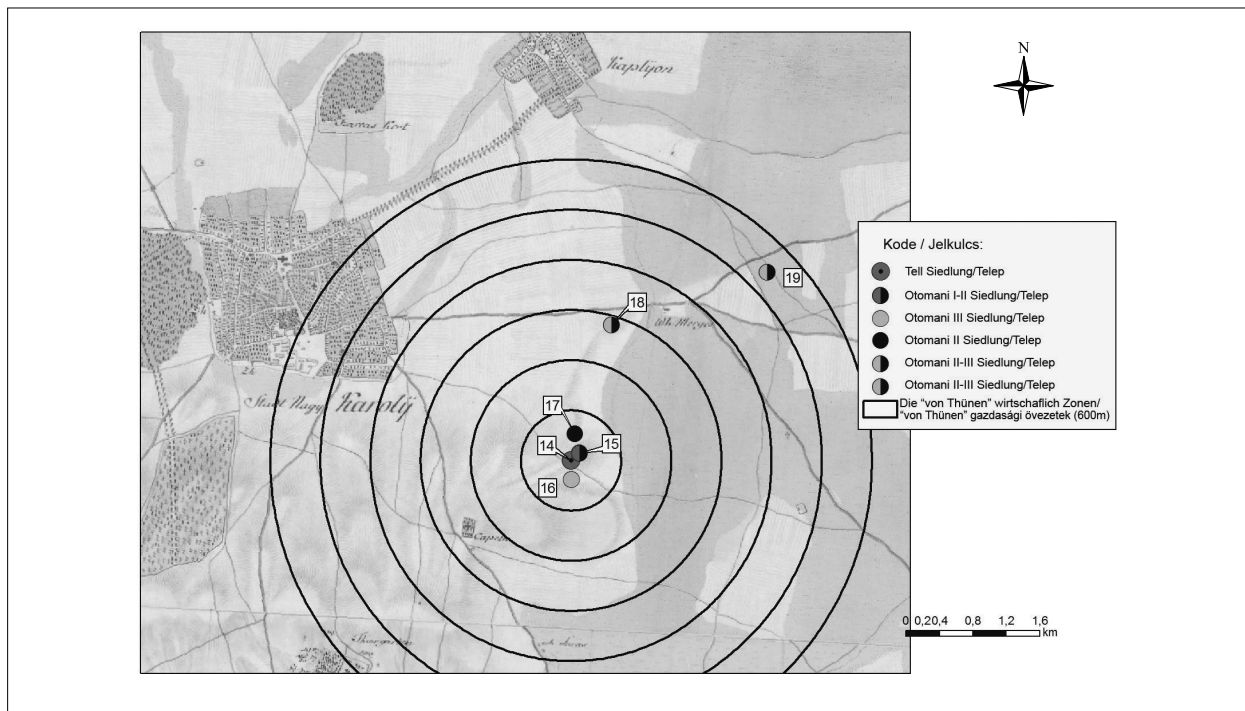 N
Kaplyon
Karoly
18
19
17
14
15
16
Kode / Jelkulcs:
Tell Siedlung/Telep
Otomani I-II Siedlung/Telep
Otomani III Siedlung/Telep
Otomani II Siedlung/Telep
Otomani II-III Siedlung/Telep
Otomani II-III Siedlung/Telep
Die “von Thünen” wirtschaflich Zonen/
“von Thünen” gazdasági övezetek (600m)
0 0,20,4 0,8 1,2 1,6
km